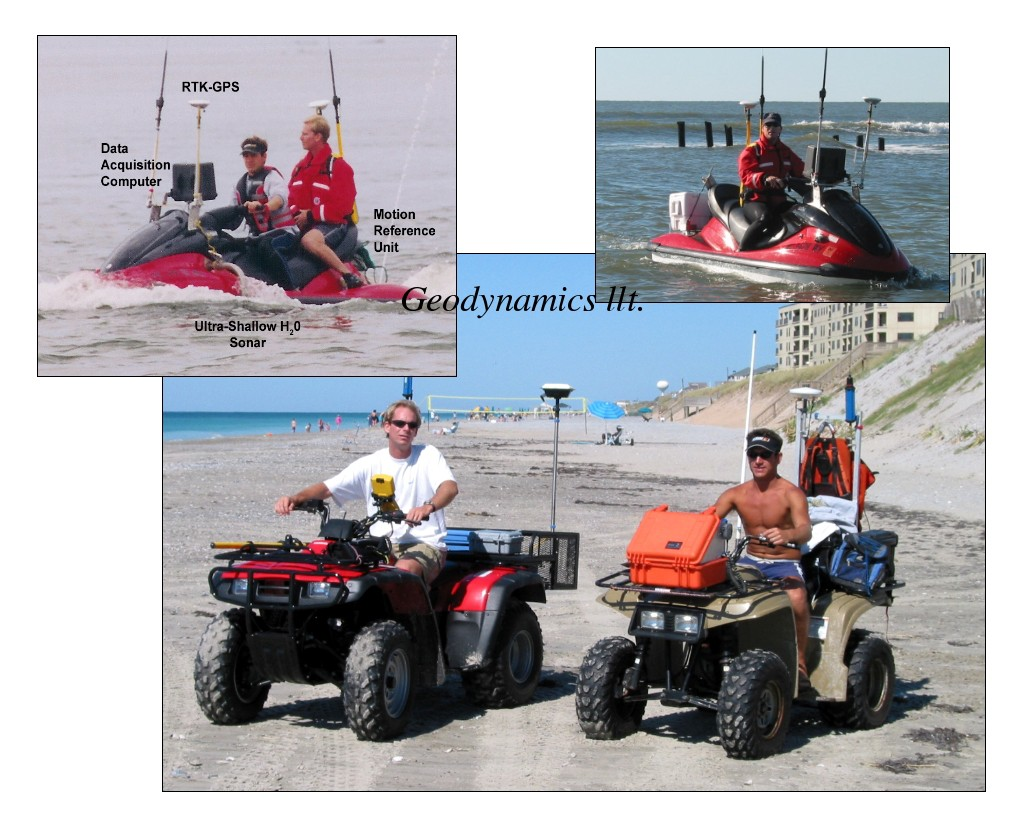 RTK-GPS
Data
Acquisition
Computer
Motion
Reference
Unit
Ultra-Shallow H20
Sonar
Geodynamics llt.